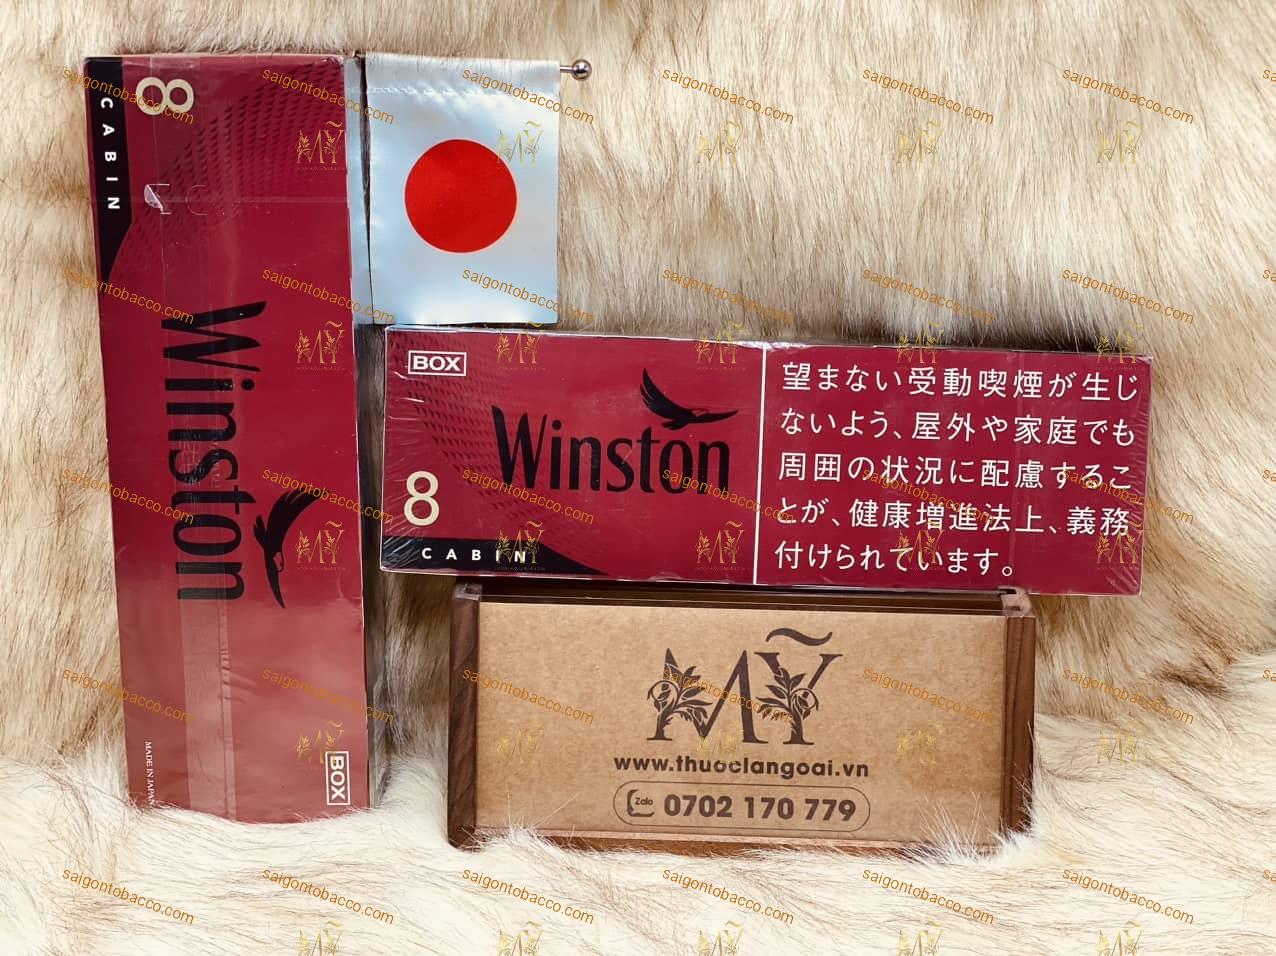 8
CABIN
Winston
BOX
MADE IN JAPAN
BOX
Winston
8
CABIN
望まない受動喫煙が生じ
ないよう、屋外や家庭でも
周囲の状況に配慮するこ
とが、健康増進法上、義務
付けられています。
MỸ
www.thuoclangoai.vn
Zalo 0702 170 779
saigontobacco.com